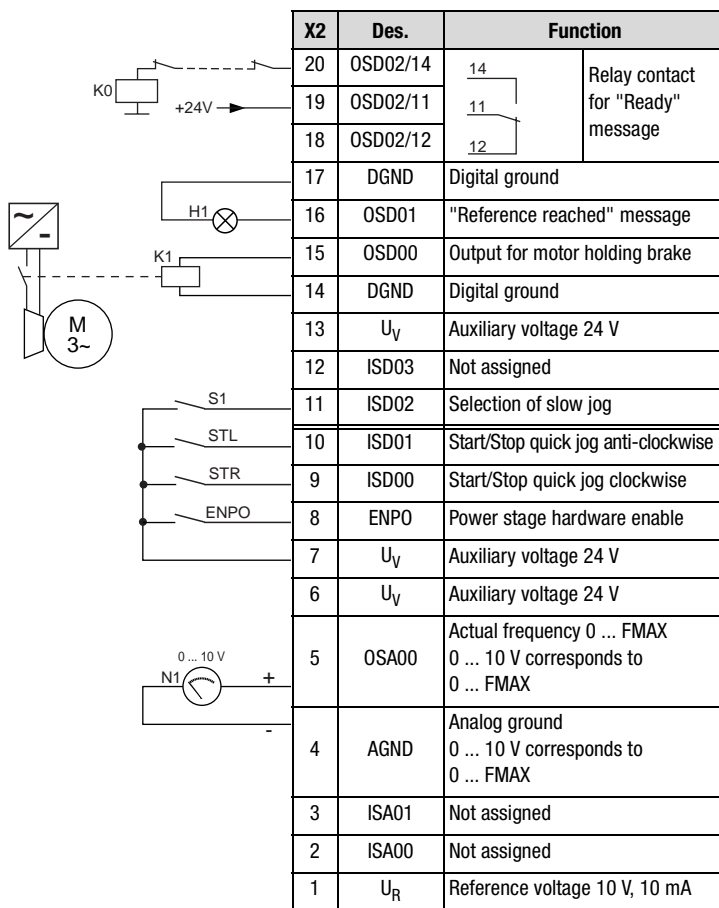 X2 Des. Function
20 OSD02/14 14 Relay contact
K0 +24V 19 OSD02/11 11 for "Ready"
18 OSD02/12 12 message
17 DGND Digital ground
H1 16 OSD01 "Reference reached" message
~ -
K1 15 OSD00 Output for motor holding brake
14 DGND Digital ground
M
3~
13 UV Auxiliary voltage 24 V
12 ISD03 Not assigned
S1 11 ISD02 Selection of slow jog
STL 10 ISD01 Start/Stop quick jog anti-clockwise
STR 9 ISD00 Start/Stop quick jog clockwise
ENPO 8 ENPO Power stage hardware enable
7 UV Auxiliary voltage 24 V
6 UV Auxiliary voltage 24 V
Actual frequency 0 ... FMAX
0 ... 10 V
N1 + 5 OSA00 0 ... 10 V corresponds to
0 ... FMAX
-
Analog ground
4 AGND 0 ... 10 V corresponds to
0 ... FMAX
3 ISA01 Not assigned
2 ISA00 Not assigned
1 UR Reference voltage 10 V, 10 mA